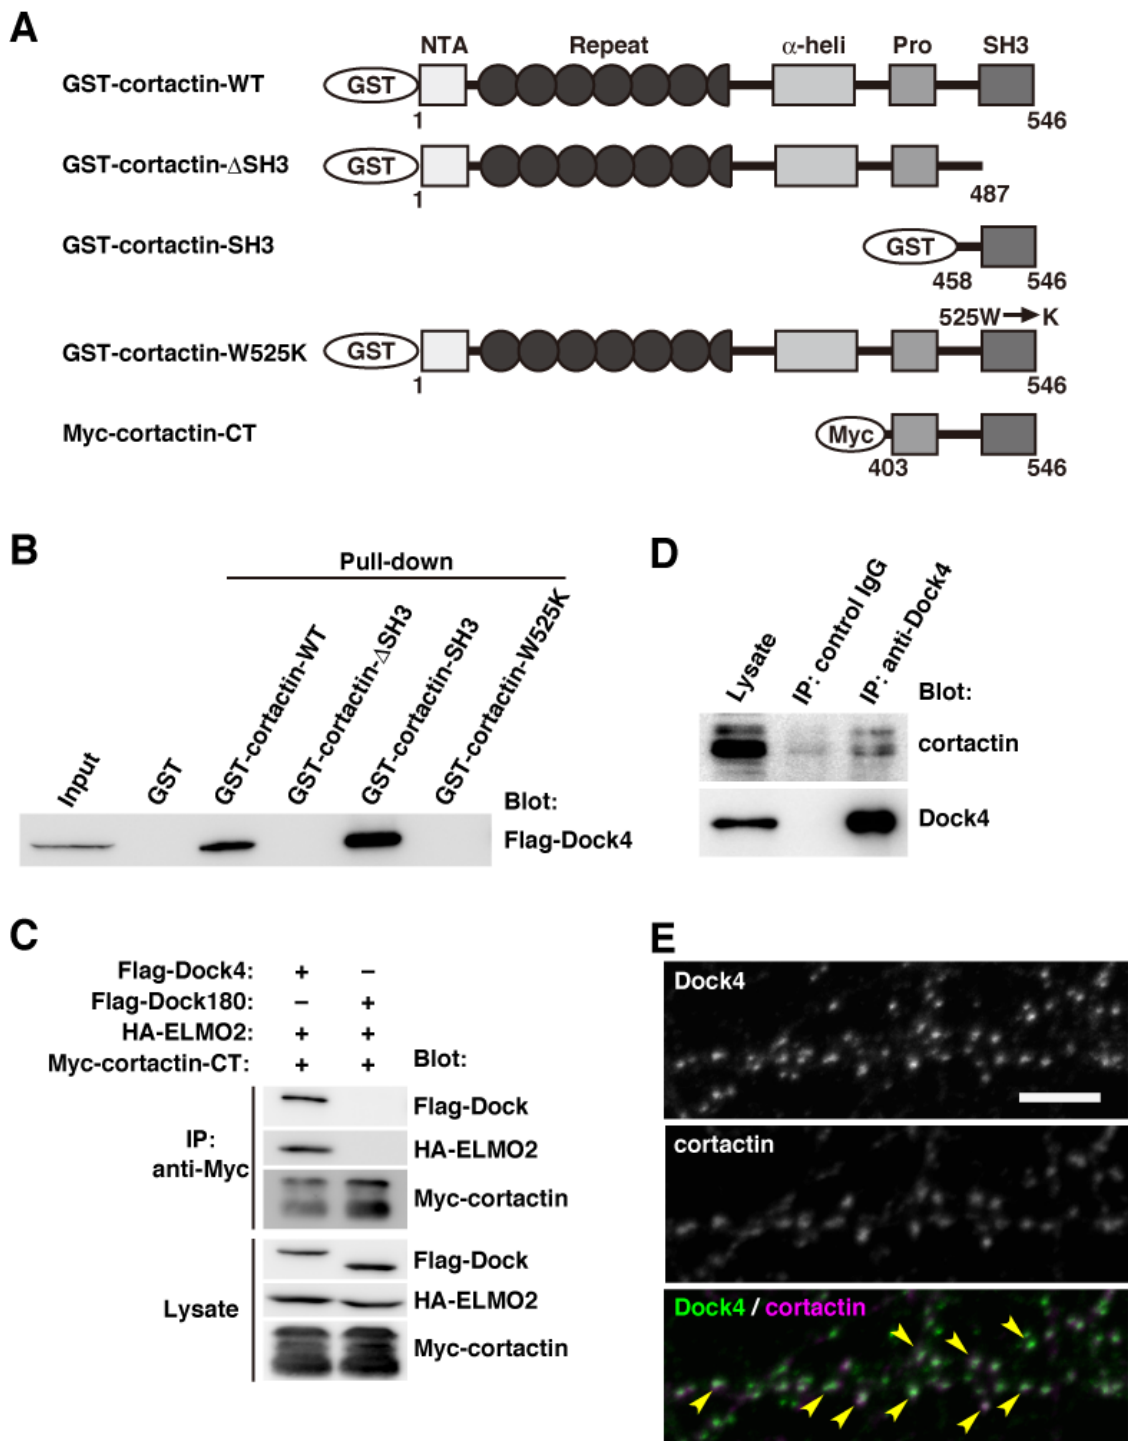 A
NTA Repeat α-heli Pro SH3
GST-cortactin-WT GST
1 546
GST-cortactin-ΔSH3 GST
1 487
GST-cortactin-SH3 GST
458 546
525W K
GST-cortactin-W525K GST
1 546
Myc-cortactin-CT Myc
403 546
B
Pull-down
Input
GST
GST-cortactin-WT
GST-cortactin-ΔSH3
GST-cortactin-SH3
GST-cortactin-W525K
Blot:
Flag-Dock4
C
Flag-Dock4: + –
Flag-Dock180: – +
HA-ELMO2: + +
Myc-cortactin-CT: + + Blot:
IP:
anti-Myc
Flag-Dock
HA-ELMO2
Myc-cortactin
Lysate
Flag-Dock
HA-ELMO2
Myc-cortactin
D
Lysate
IP: control IgG
IP: anti-Dock4
Blot:
cortactin
Dock4
E
Dock4
cortactin
Dock4 / cortactin